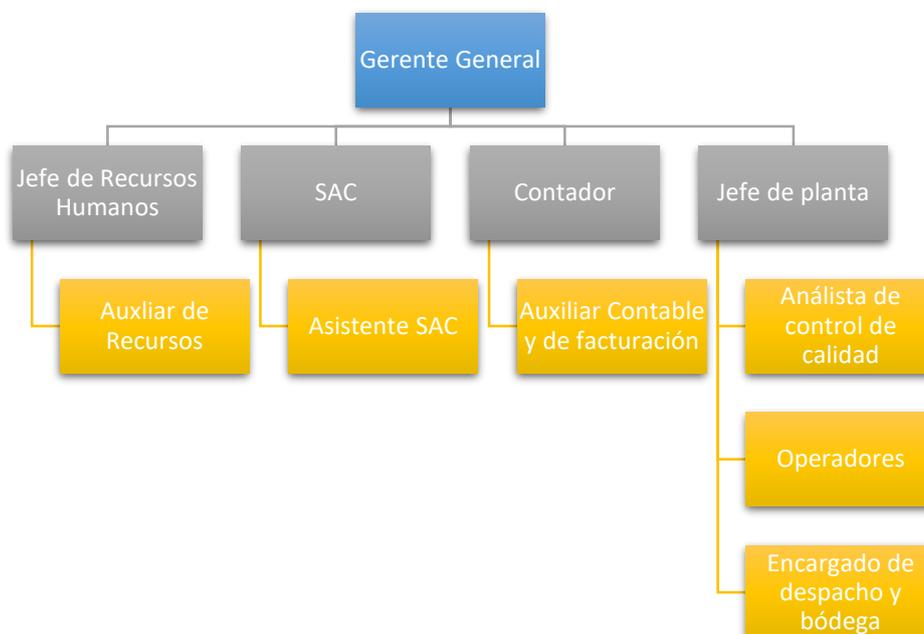 Gerente General
Jefe de Recursos
Humanos
SAC
Contador
Jefe de planta
Auxliar de
Recursos
Asistente SAC
Auxiliar Contable
y de facturación
Análista de
control de
calidad
Operadores
Encargado de
despacho y
bódega